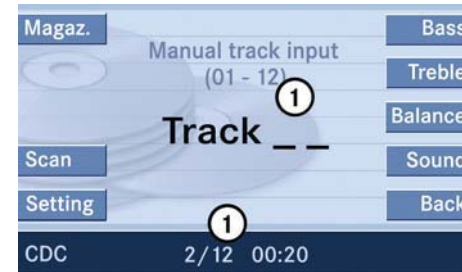 Magaz.
Bass
Manual track input
(01 - 12)
Treble
1
Balance
Track _ _
Scan
Sound
Setting
Back
1
CDC 2/12 00:20